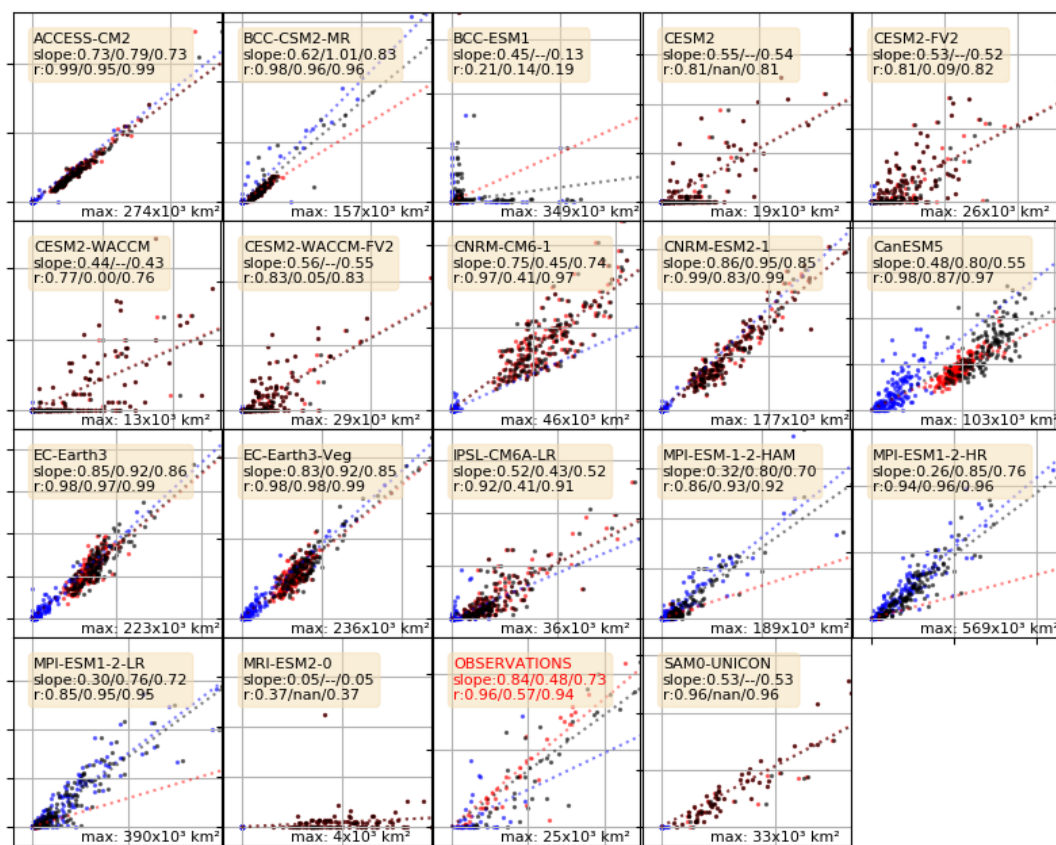 ACCESS-CM2
slope:0.73/0.79/0.73
r:0.99/0.95/0.99
max: 274x10³ km²
BCC-CSM2-MR
slope:0.62/1.01/0.83
r:0.98/0.96/0.96
max: 157x10³ km²
BCC-ESM1
slope:0.45/--/0.13
r:0.21/0.14/0.19
max: 349x10³ km²
CESM2
slope:0.55/--/0.54
r:0.81/nan/0.81
max: 19x10³ km²
CESM2-FV2
slope:0.53/--/0.52
r:0.81/0.09/0.82
max: 26x10³ km²
CESM2-WACCM
slope:0.44/--/0.43
r:0.77/0.00/0.76
max: 13x10³ km²
CESM2-WACCM-FV2
slope:0.56/--/0.55
r:0.83/0.05/0.83
max: 29x10³ km²
CNRM-CM6-1
slope:0.75/0.45/0.74
r:0.97/0.41/0.97
max: 46x10³ km²
CNRM-ESM2-1
slope:0.86/0.95/0.85
r:0.99/0.83/0.99
max: 177x10³ km²
CanESM5
slope:0.48/0.80/0.55
r:0.98/0.87/0.97
max: 103x10³ km²
EC-Earth3
slope:0.85/0.92/0.86
r:0.98/0.97/0.99
max: 223x10³ km²
EC-Earth3-Veg
slope:0.83/0.92/0.85
r:0.98/0.98/0.99
max: 236x10³ km²
IPSL-CM6A-LR
slope:0.52/0.43/0.52
r:0.92/0.41/0.91
max: 36x10³ km²
MPI-ESM-1-2-HAM
slope:0.32/0.80/0.70
r:0.86/0.93/0.92
max: 189x10³ km²
MPI-ESM1-2-HR
slope:0.26/0.85/0.76
r:0.94/0.96/0.96
max: 569x10³ km²
MPI-ESM1-2-LR
slope:0.30/0.76/0.72
r:0.85/0.95/0.95
max: 390x10³ km²
MRI-ESM2-0
slope:0.05/--/0.05
r:0.37/nan/0.37
max: 4x10³ km²
OBSERVATIONS
slope:0.84/0.48/0.73
r:0.96/0.57/0.94
max: 25x10³ km²
SAM0-UNICON
slope:0.53/--/0.53
r:0.96/nan/0.96
max: 33x10³ km²